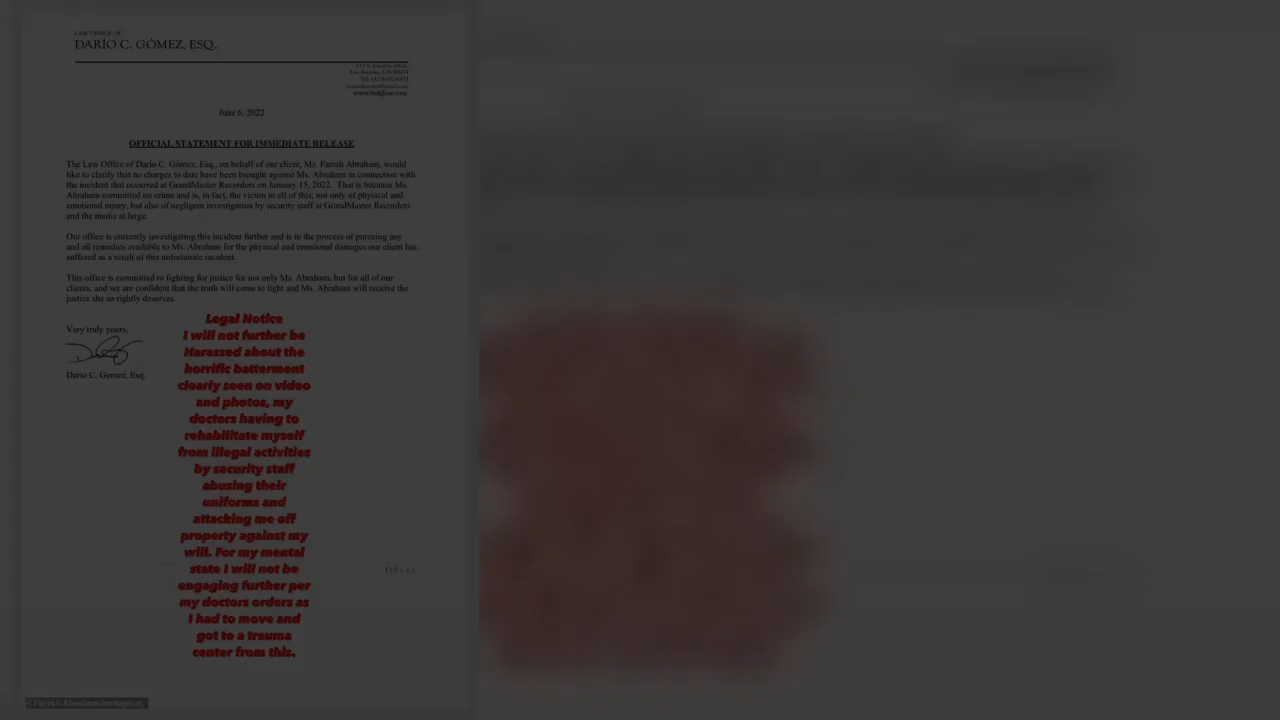 LAW OFFICE OF
DARÍO C. GÓMEZ, ESQ.
Los Angeles, CA
June 6, 2022
OFFICIAL STATEMENT FOR IMMEDIATE RELEASE
The Law Office of Darío C. Gómez, Esq., on behalf of our client, Ms. Farrah Abraham, would
like to clarify that no charges to date have been brought against Ms. Abraham in connection with
the incident that occurred at GrandMaster Recorders on January 15, 2022. That is because Ms.
Abraham committed no crime and is, in fact, the victim in all of this; not only of physical and
emotional injury, but also of negligent investigation by security staff at GrandMaster Recorders
and the media at large.
Our office is currently investigating this incident further and is in the process of pursuing any
and all remedies available to Ms. Abraham for the physical and emotional damages our client has
suffered as a result of this unfortunate incident.
This office is committed to fighting for justice for not only Ms. Abraham, but for all of our
clients, and we are confident that the truth will come to light and Ms. Abraham will receive the
justice she so rightly deserves.
Very truly yours,
Darío C. Gómez, Esq.
Legal Notice
I will not further be
Harassed about the
horrific batterment
clearly seen on video
and photos, my
doctors having to
rehabilitate myself
from illegal activities
by security staff
abusing their
uniforms and
attacking me off
property against my
will. For my mental
state I will not be
engaging further per
my doctors orders as
I had to move and
got to a trauma
center from this.
1 | Page
© Farrah Abraham/Instagram